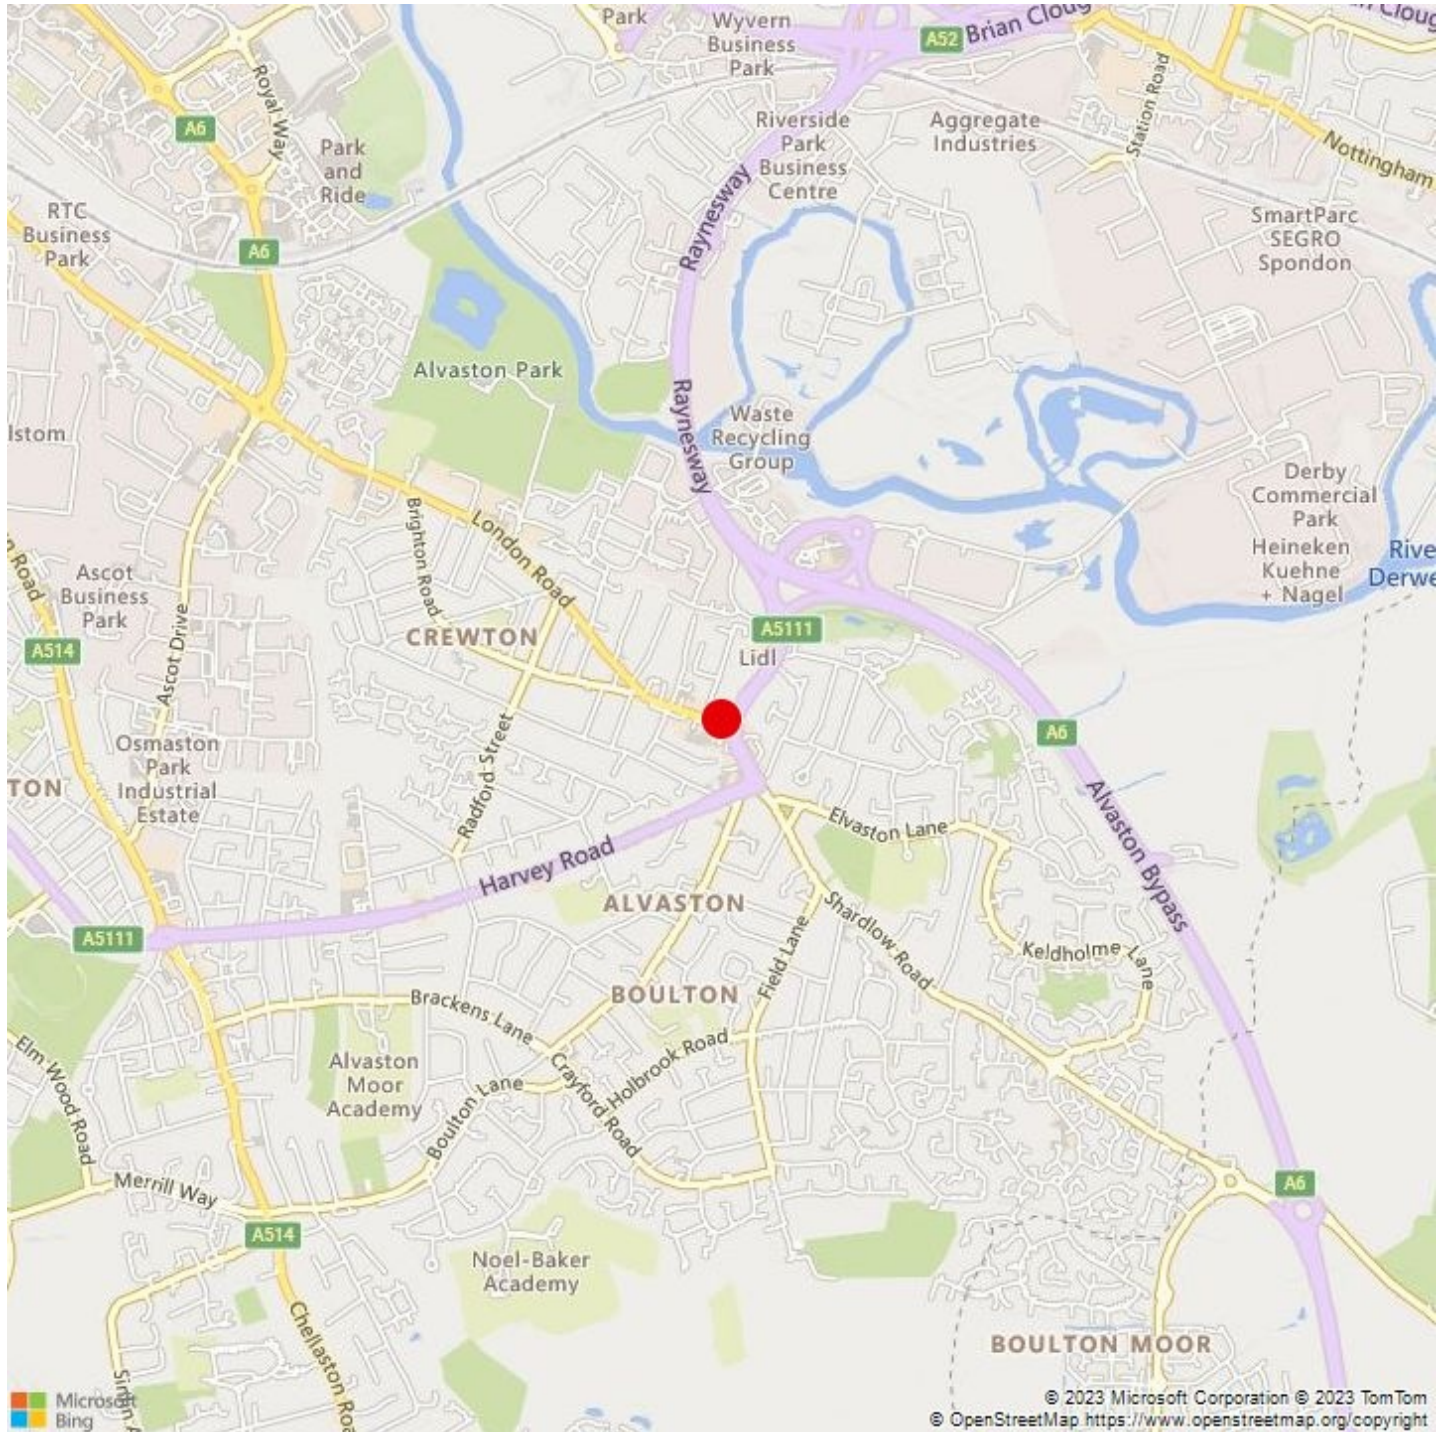 Park
Wyvern
Business
Park
A52
Brian Cloug
Royal Way
A6
Park
and
Ride
Riverside
Park
Business
Centre
Aggregate
Industries
Station Road
Nottingham
RTC
Business
Park
A6
Raynesway
SmartParc
SEGRO
Spondon
Alvaston Park
Raynesway
Waste
Recycling
Group
lstom
Derby
Commercial
Park
Heineken
Kuehne
+ Nagel
Rive
Derwe
Brighton Road
London Road
n Road
Ascot
Business
Park
Ascot Drive
CREWTON
A5111
Lidl
A514
A6
Radford Street
Osmaston
Park
Industrial
Estate
TON
Elvaston Lane
Alvaston Bypass
Harvey Road
ALVASTON
Shardlow Road
A5111
Field Lane
Keldholme Lane
BOULTON
Brackens Lane
Elm Wood Road
Alvaston
Moor
Academy
Holbrook Road
Boulton Lane
Crayford Road
Merrill Way
A514
A6
Noel-Baker
Academy
Chellaston Roa
BOULTON MOOR
Sinfin A
Microsoft
Bing
© 2023 Microsoft Corporation © 2023 TomTom
© OpenStreetMap https://www.openstreetmap.org/copyright